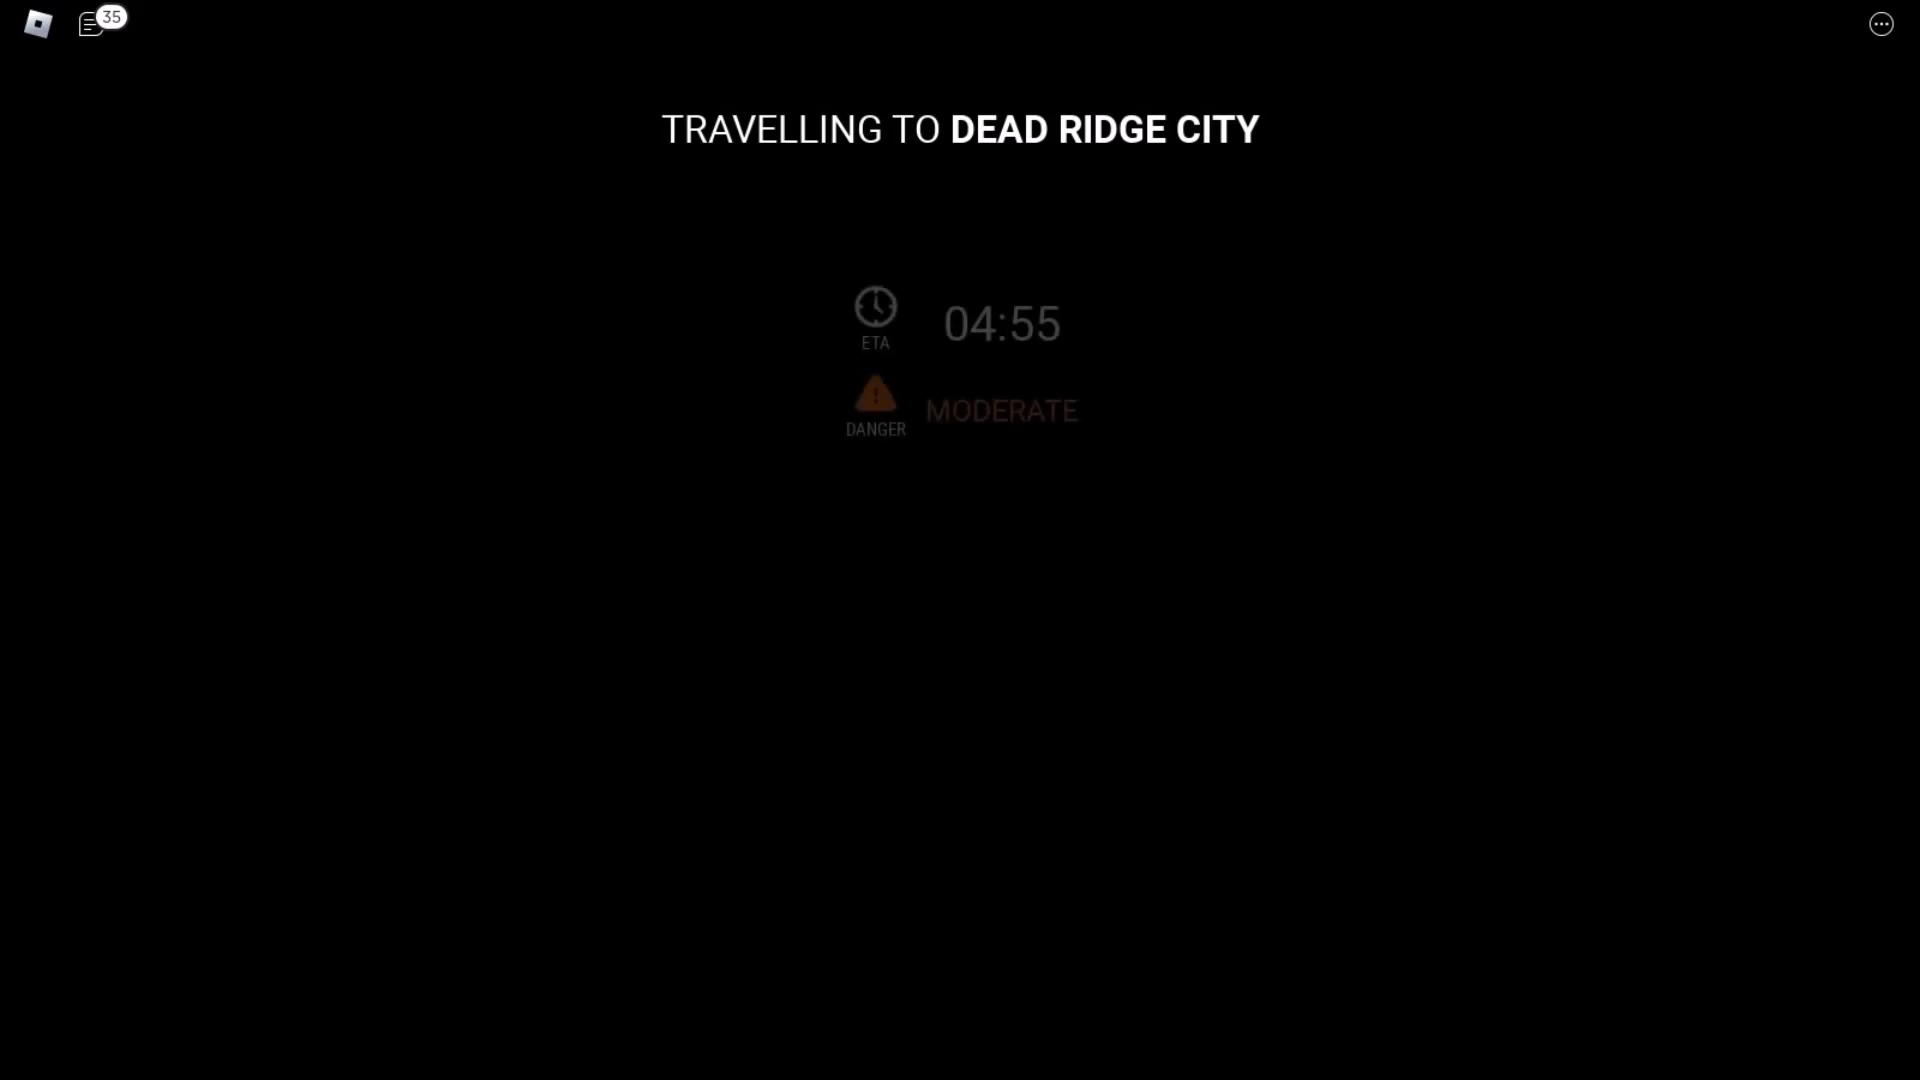 35
TRAVELLING TO DEAD RIDGE CITY
04:55
ETA
MODERATE
DANGER